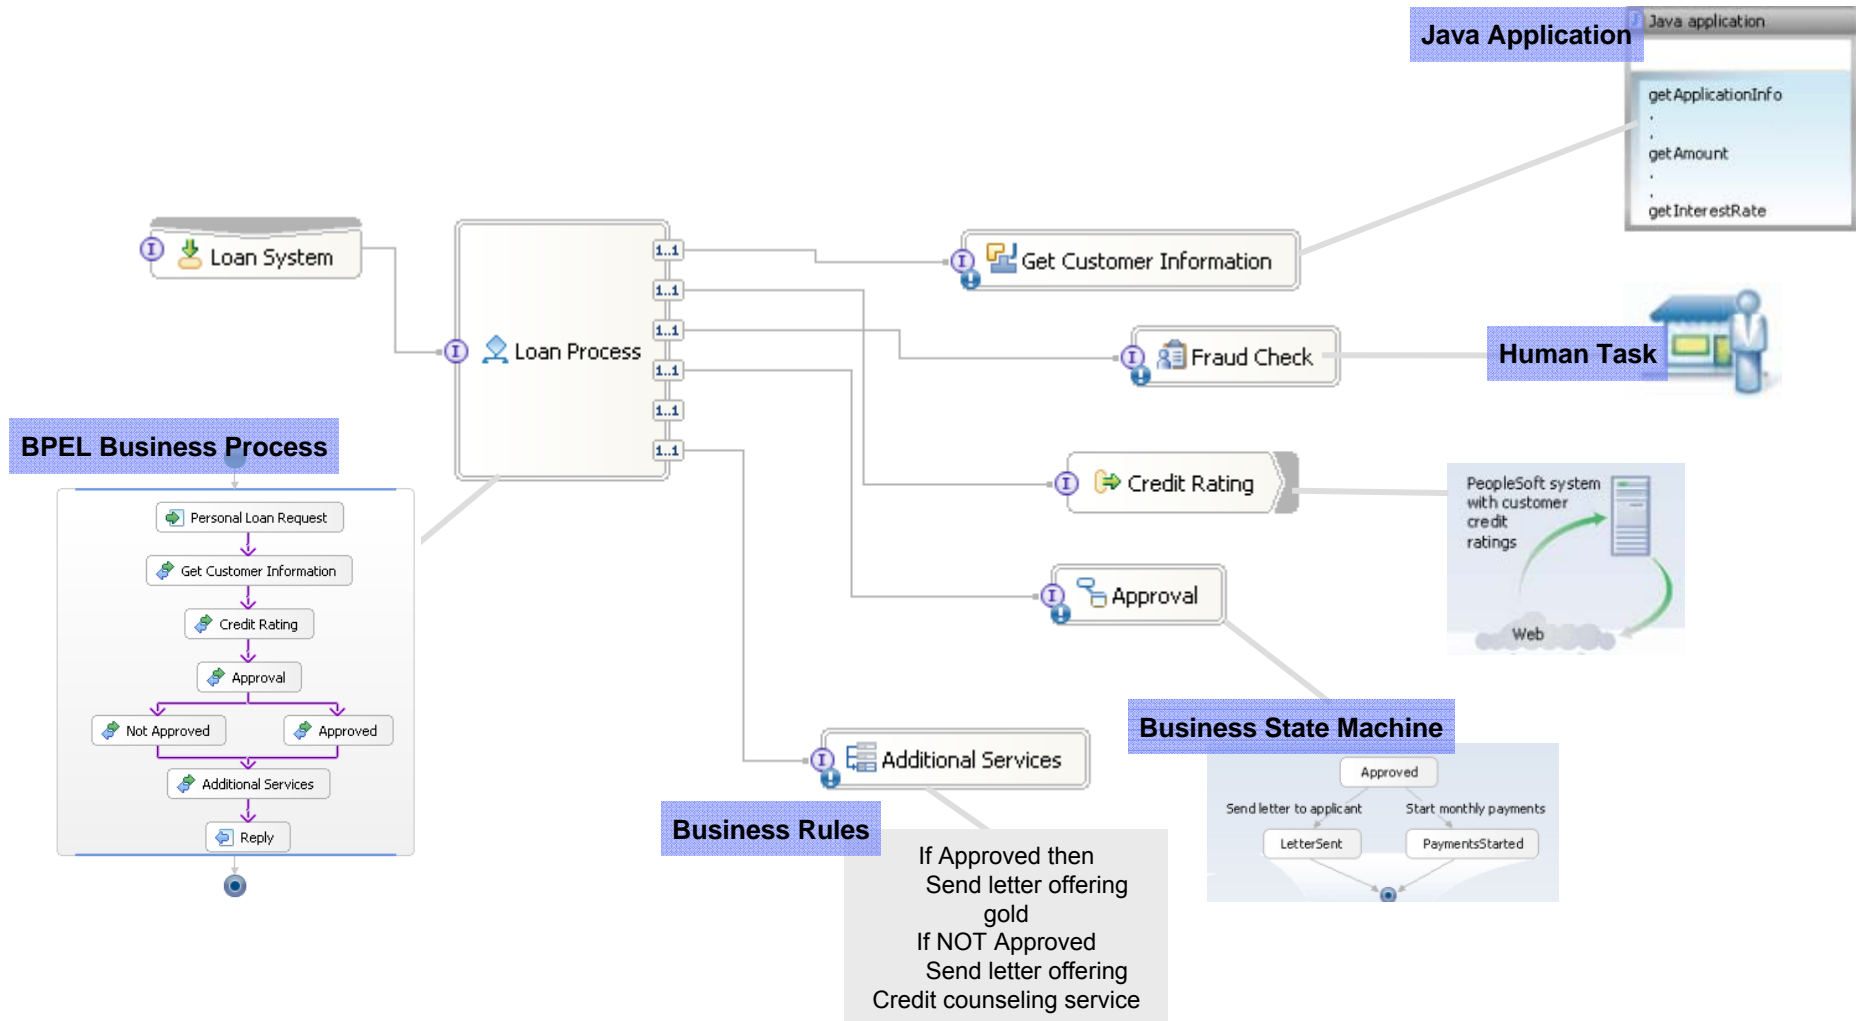 Java Application
Java application
getApplicationInfo
.
.
getAmount
.
.
getInterestRate
I
Loan System
I
Loan Process
1..1
1..1
1..1
1..1
1..1
1..1
I
Get Customer Information
I
Fraud Check
Human Task
I
Credit Rating
PeopleSoft system
with customer
credit
ratings
Web
I
Approval
Business State Machine
Approved
Send letter to applicant
Start monthly payments
LetterSent
PaymentsStarted
I
Additional Services
Business Rules
If Approved then
Send letter offering
gold
If NOT Approved
Send letter offering
Credit counseling service
BPEL Business Process
Personal Loan Request
Get Customer Information
Credit Rating
Approval
Not Approved
Approved
Additional Services
Reply